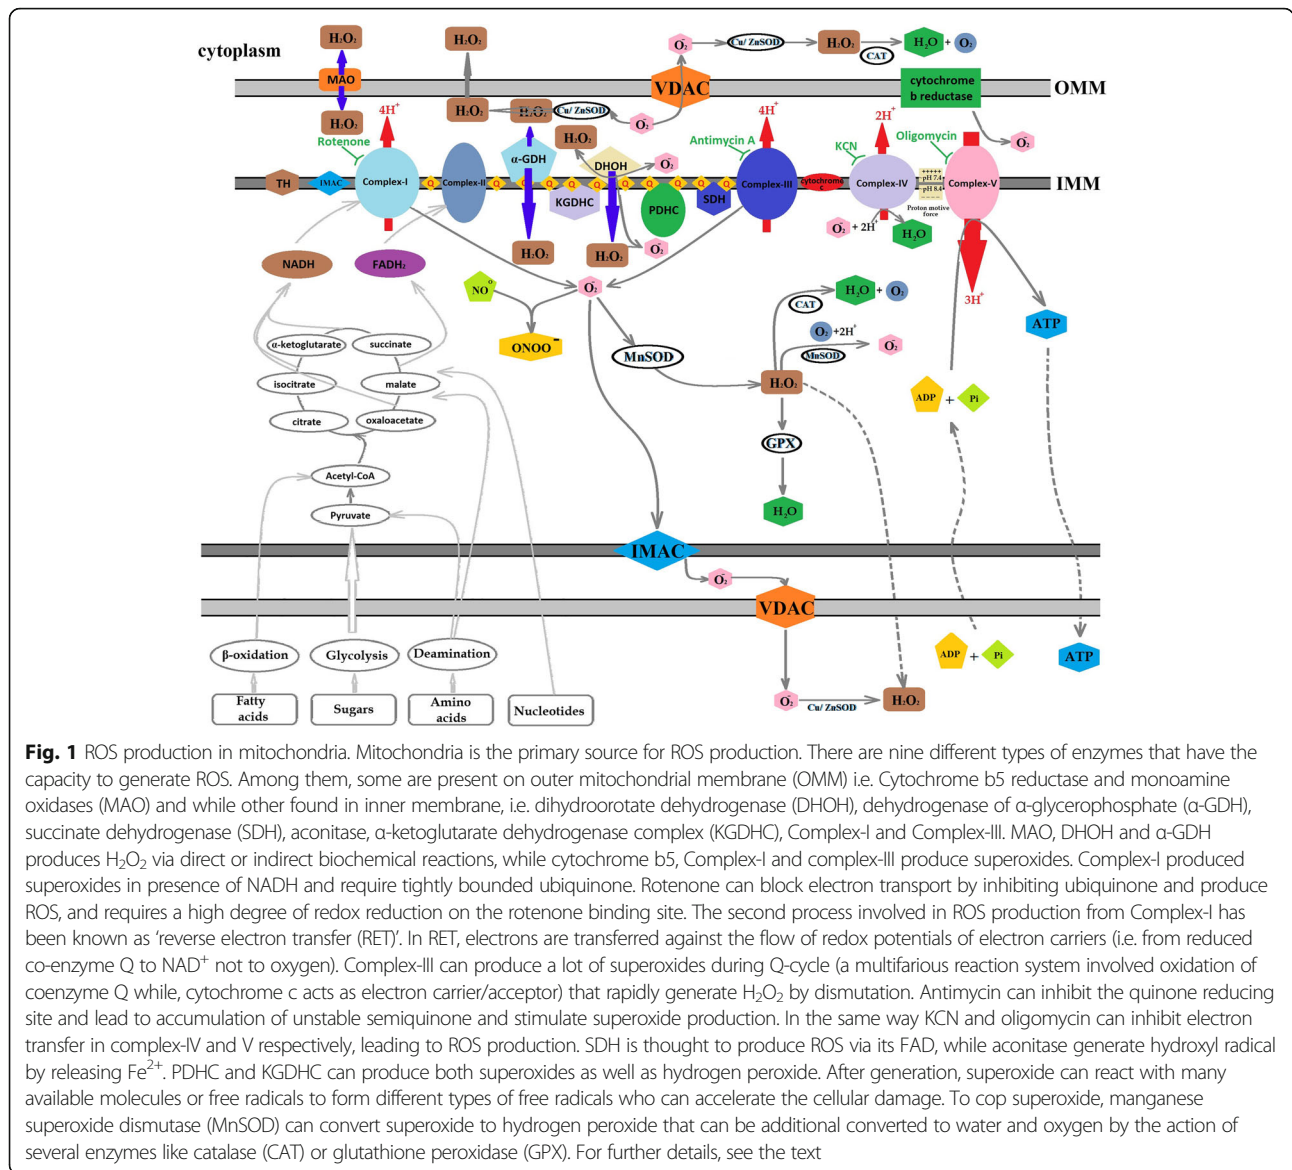 cytoplasm
H₂O₂
H₂O₂
O₂⁻
Cu/ ZnSOD
H₂O₂
CAT
H₂O + O₂
MAO
VDAC
cytochrome
b reductase
OMM
H₂O₂
H₂O₂
H₂O₂
Cu/ ZnSOD
O₂⁻
4H⁺
4H⁺
2H⁺
Oligomycin
O₂⁻
Rotenone
H₂O₂
Antimycin A
KCN
α-GDH
DHOH
O₂⁻
TH
IMAC
Complex-I
Q
Complex-II
Q
Q
Q
Q
Q
Q
Q
Q
KGDHC
PDHC
SDH
Complex-III
cytochrome
c
Complex-IV
+++++
pH 7.4
pH 8.4
-----
Proton motive
force
Complex-V
IMM
O₂⁻ + 2H⁺
H₂O
H₂O₂
H₂O₂
O₂⁻
NADH
FADH₂
NO°
O₂⁻
CAT
H₂O + O₂
3H⁺
ATP
ONOO⁻
MnSOD
O₂ +2H⁺
MnSOD
O₂⁻
H₂O₂
α-ketoglutarate
succinate
isocitrate
malate
citrate
oxaloacetate
ADP + Pi
GPX
H₂O
Acetyl-CoA
Pyruvate
IMAC
O₂⁻
VDAC
β-oxidation
Glycolysis
Deamination
ADP + Pi
ATP
Fatty
acids
Sugars
Amino
acids
Nucleotides
O₂⁻
Cu/ ZnSOD
H₂O₂
Fig. 1 ROS production in mitochondria. Mitochondria is the primary source for ROS production. There are nine different types of enzymes that have the
capacity to generate ROS. Among them, some are present on outer mitochondrial membrane (OMM) i.e. Cytochrome b5 reductase and monoamine
oxidases (MAO) and while other found in inner membrane, i.e. dihydroorotate dehydrogenase (DHOH), dehydrogenase of α-glycerophosphate (α-GDH),
succinate dehydrogenase (SDH), aconitase, α-ketoglutarate dehydrogenase complex (KGDHC), Complex-I and Complex-III. MAO, DHOH and α-GDH
produces H₂O₂ via direct or indirect biochemical reactions, while cytochrome b5, Complex-I and complex-III produce superoxides. Complex-I produced
superoxides in presence of NADH and require tightly bounded ubiquinone. Rotenone can block electron transport by inhibiting ubiquinone and produce
ROS, and requires a high degree of redox reduction on the rotenone binding site. The second process involved in ROS production from Complex-I has
been known as ‘reverse electron transfer (RET)’. In RET, electrons are transferred against the flow of redox potentials of electron carriers (i.e. from reduced
co-enzyme Q to NAD⁺ not to oxygen). Complex-III can produce a lot of superoxides during Q-cycle (a multifarious reaction system involved oxidation of
coenzyme Q while, cytochrome c acts as electron carrier/acceptor) that rapidly generate H₂O₂ by dismutation. Antimycin can inhibit the quinone reducing
site and lead to accumulation of unstable semiquinone and stimulate superoxide production. In the same way KCN and oligomycin can inhibit electron
transfer in complex-IV and V respectively, leading to ROS production. SDH is thought to produce ROS via its FAD, while aconitase generate hydroxyl radical
by releasing Fe²⁺. PDHC and KGDHC can produce both superoxides as well as hydrogen peroxide. After generation, superoxide can react with many
available molecules or free radicals to form different types of free radicals who can accelerate the cellular damage. To cop superoxide, manganese
superoxide dismutase (MnSOD) can convert superoxide to hydrogen peroxide that can be additional converted to water and oxygen by the action of
several enzymes like catalase (CAT) or glutathione peroxidase (GPX). For further details, see the text